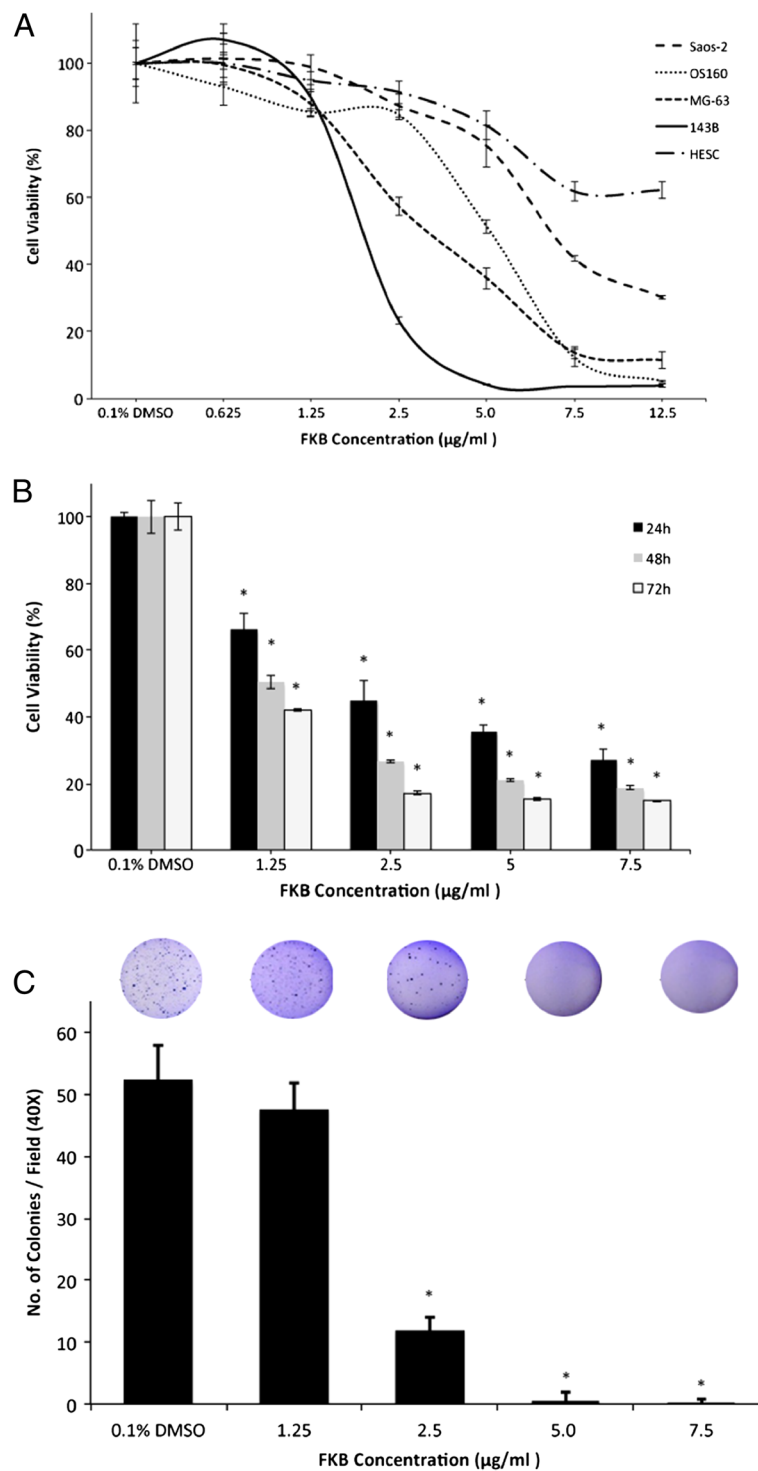 A
Cell Viability (%)
100
80
60
40
20
0
Saos-2
OS160
MG-63
143B
HESC
0.1% DMSO 0.625 1.25 2.5 5.0 7.5 12.5
FKB Concentration (µg/ml )
B
Cell Viability (%)
100
80
60
40
20
0
24h
48h
72h
* * *
* * *
* * *
* * *
0.1% DMSO 1.25 2.5 5 7.5
FKB Concentration (µg/ml )
C
No. of Colonies / Field (40X)
60
50
40
30
20
10
0
* * *
0.1% DMSO 1.25 2.5 5.0 7.5
FKB Concentration (µg/ml )